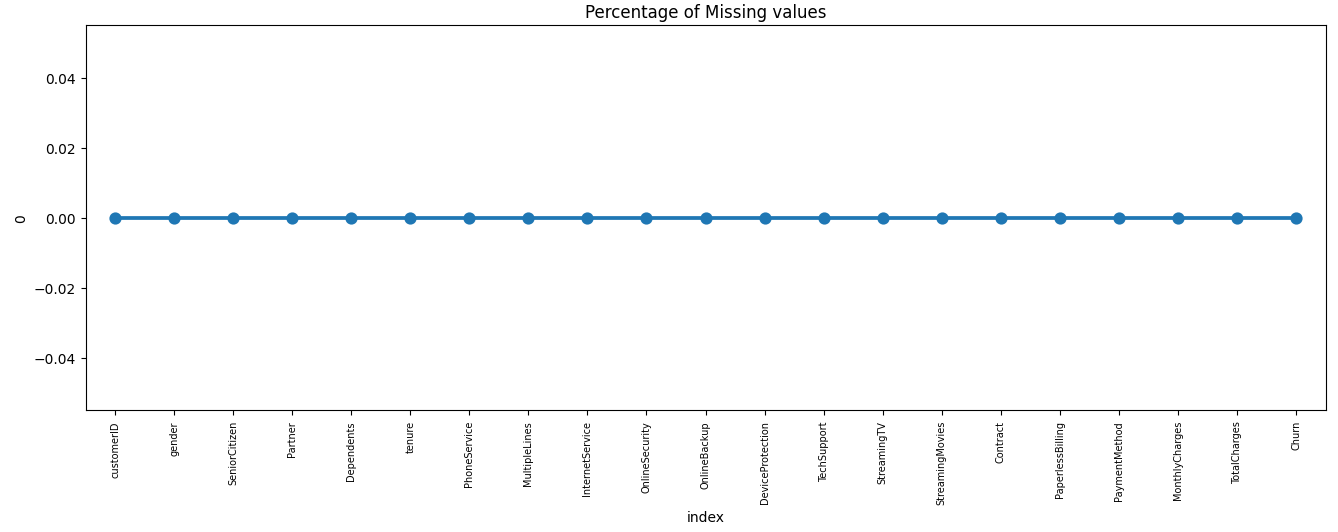 Percentage of Missing values
0.04
0.02
0.00
−0.02
−0.04
0
customerID
gender
SeniorCitizen
Partner
Dependents
tenure
PhoneService
MultipleLines
InternetService
OnlineSecurity
OnlineBackup
DeviceProtection
TechSupport
StreamingTV
StreamingMovies
Contract
PaperlessBilling
PaymentMethod
MonthlyCharges
TotalCharges
Churn
index